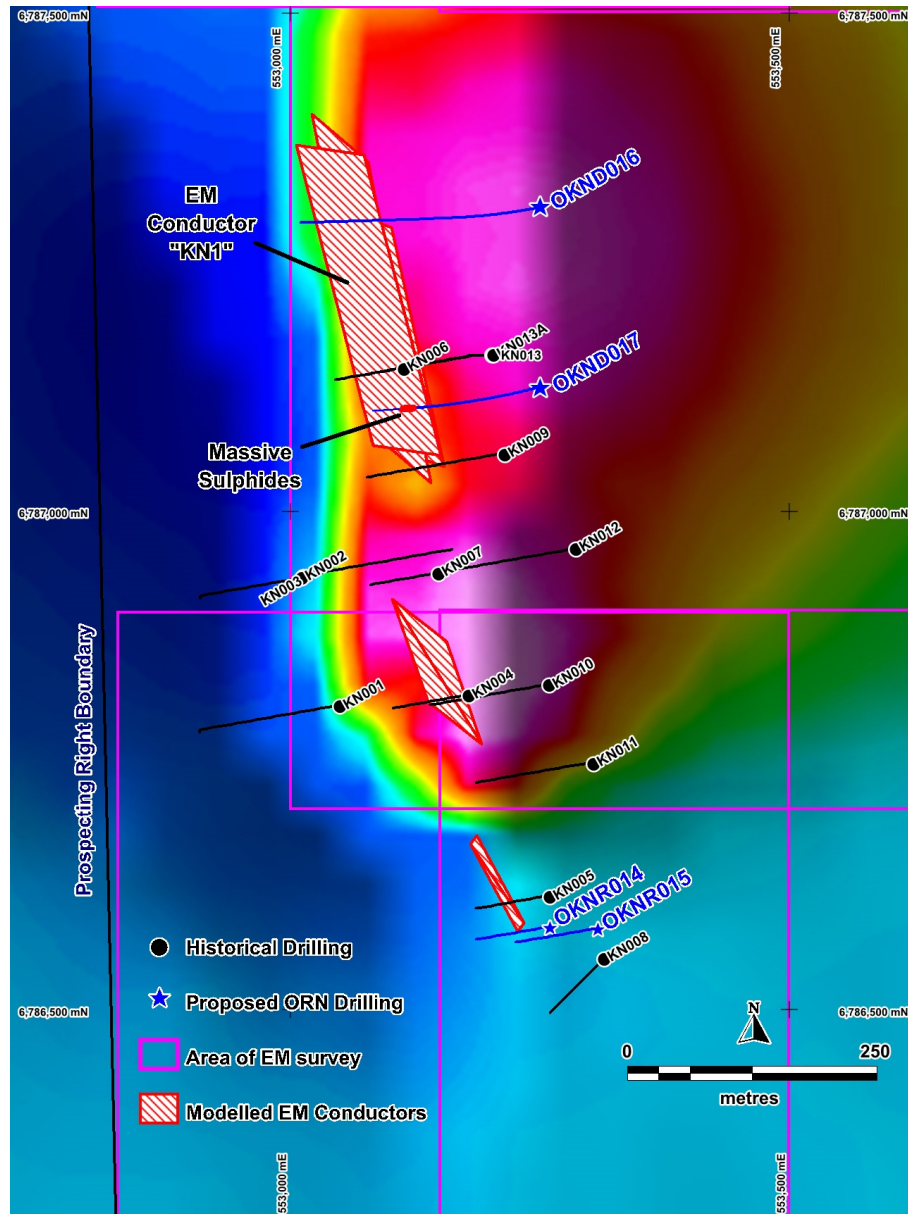 6,787,500 mN
553,000 mE
553,500 mE
6,787,500 mN
OKND016
EM
Conductor
"KN1"
KN013A
KN013
KN006
OKND017
Massive
Sulphides
KN009
6,787,000 mN
6,787,000 mN
KN012
KN003
KN002
KN007
Prospecting Right Boundary
KN004
KN010
KN001
KN011
KN005
OKNR014
OKNR015
KN008
Historical Drilling
Proposed ORN Drilling
6,786,500 mN
6,786,500 mN
N
Area of EM survey
0
250
metres
Modelled EM Conductors
553,000 mE
553,500 mE